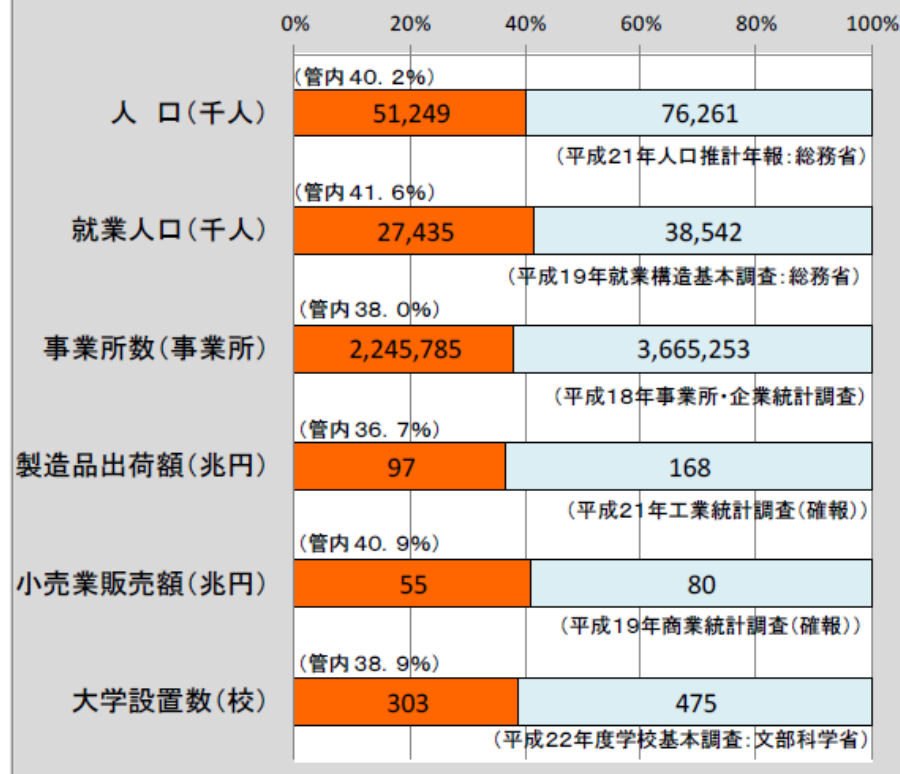 0% 20% 40% 60% 80% 100%
(管内40.2%)
人　口(千人) 51,249 76,261
(平成21年人口推計年報:総務省)
(管内41.6%)
就業人口(千人) 27,435 38,542
(平成19年就業構造基本調査:総務省)
(管内38.0%)
事業所数(事業所) 2,245,785 3,665,253
(平成18年事業所・企業統計調査)
(管内36.7%)
製造品出荷額(兆円) 97 168
(平成21年工業統計調査(確報))
(管内40.9%)
小売業販売額(兆円) 55 80
(平成19年商業統計調査(確報))
(管内38.9%)
大学設置数(校) 303 475
(平成22年度学校基本調査:文部科学省)